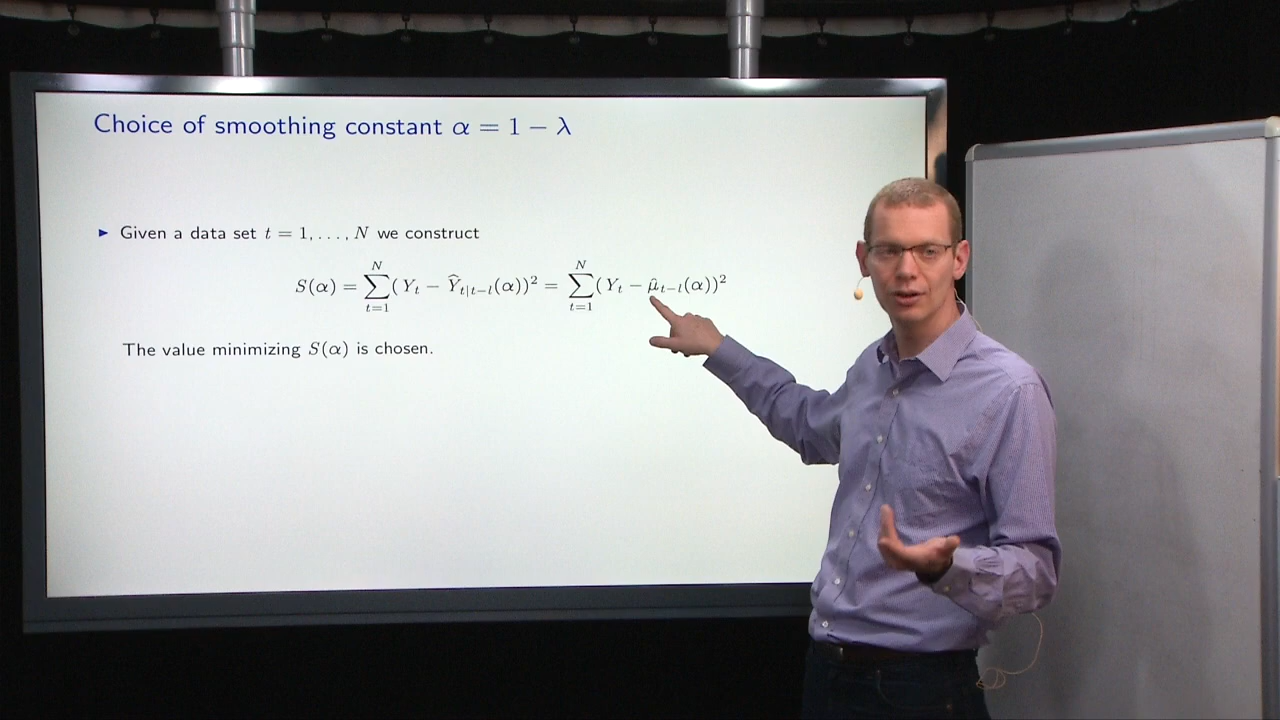 Choice of smoothing constant α = 1 − λ
► Given a data set t = 1, . . . , N we construct
S(α) = ∑_{t=1}^{N} (Y_t − Ŷ_{t|t−l}(α))² = ∑_{t=1}^{N} (Y_t − μ̂_{t−l}(α))²
The value minimizing S(α) is chosen.